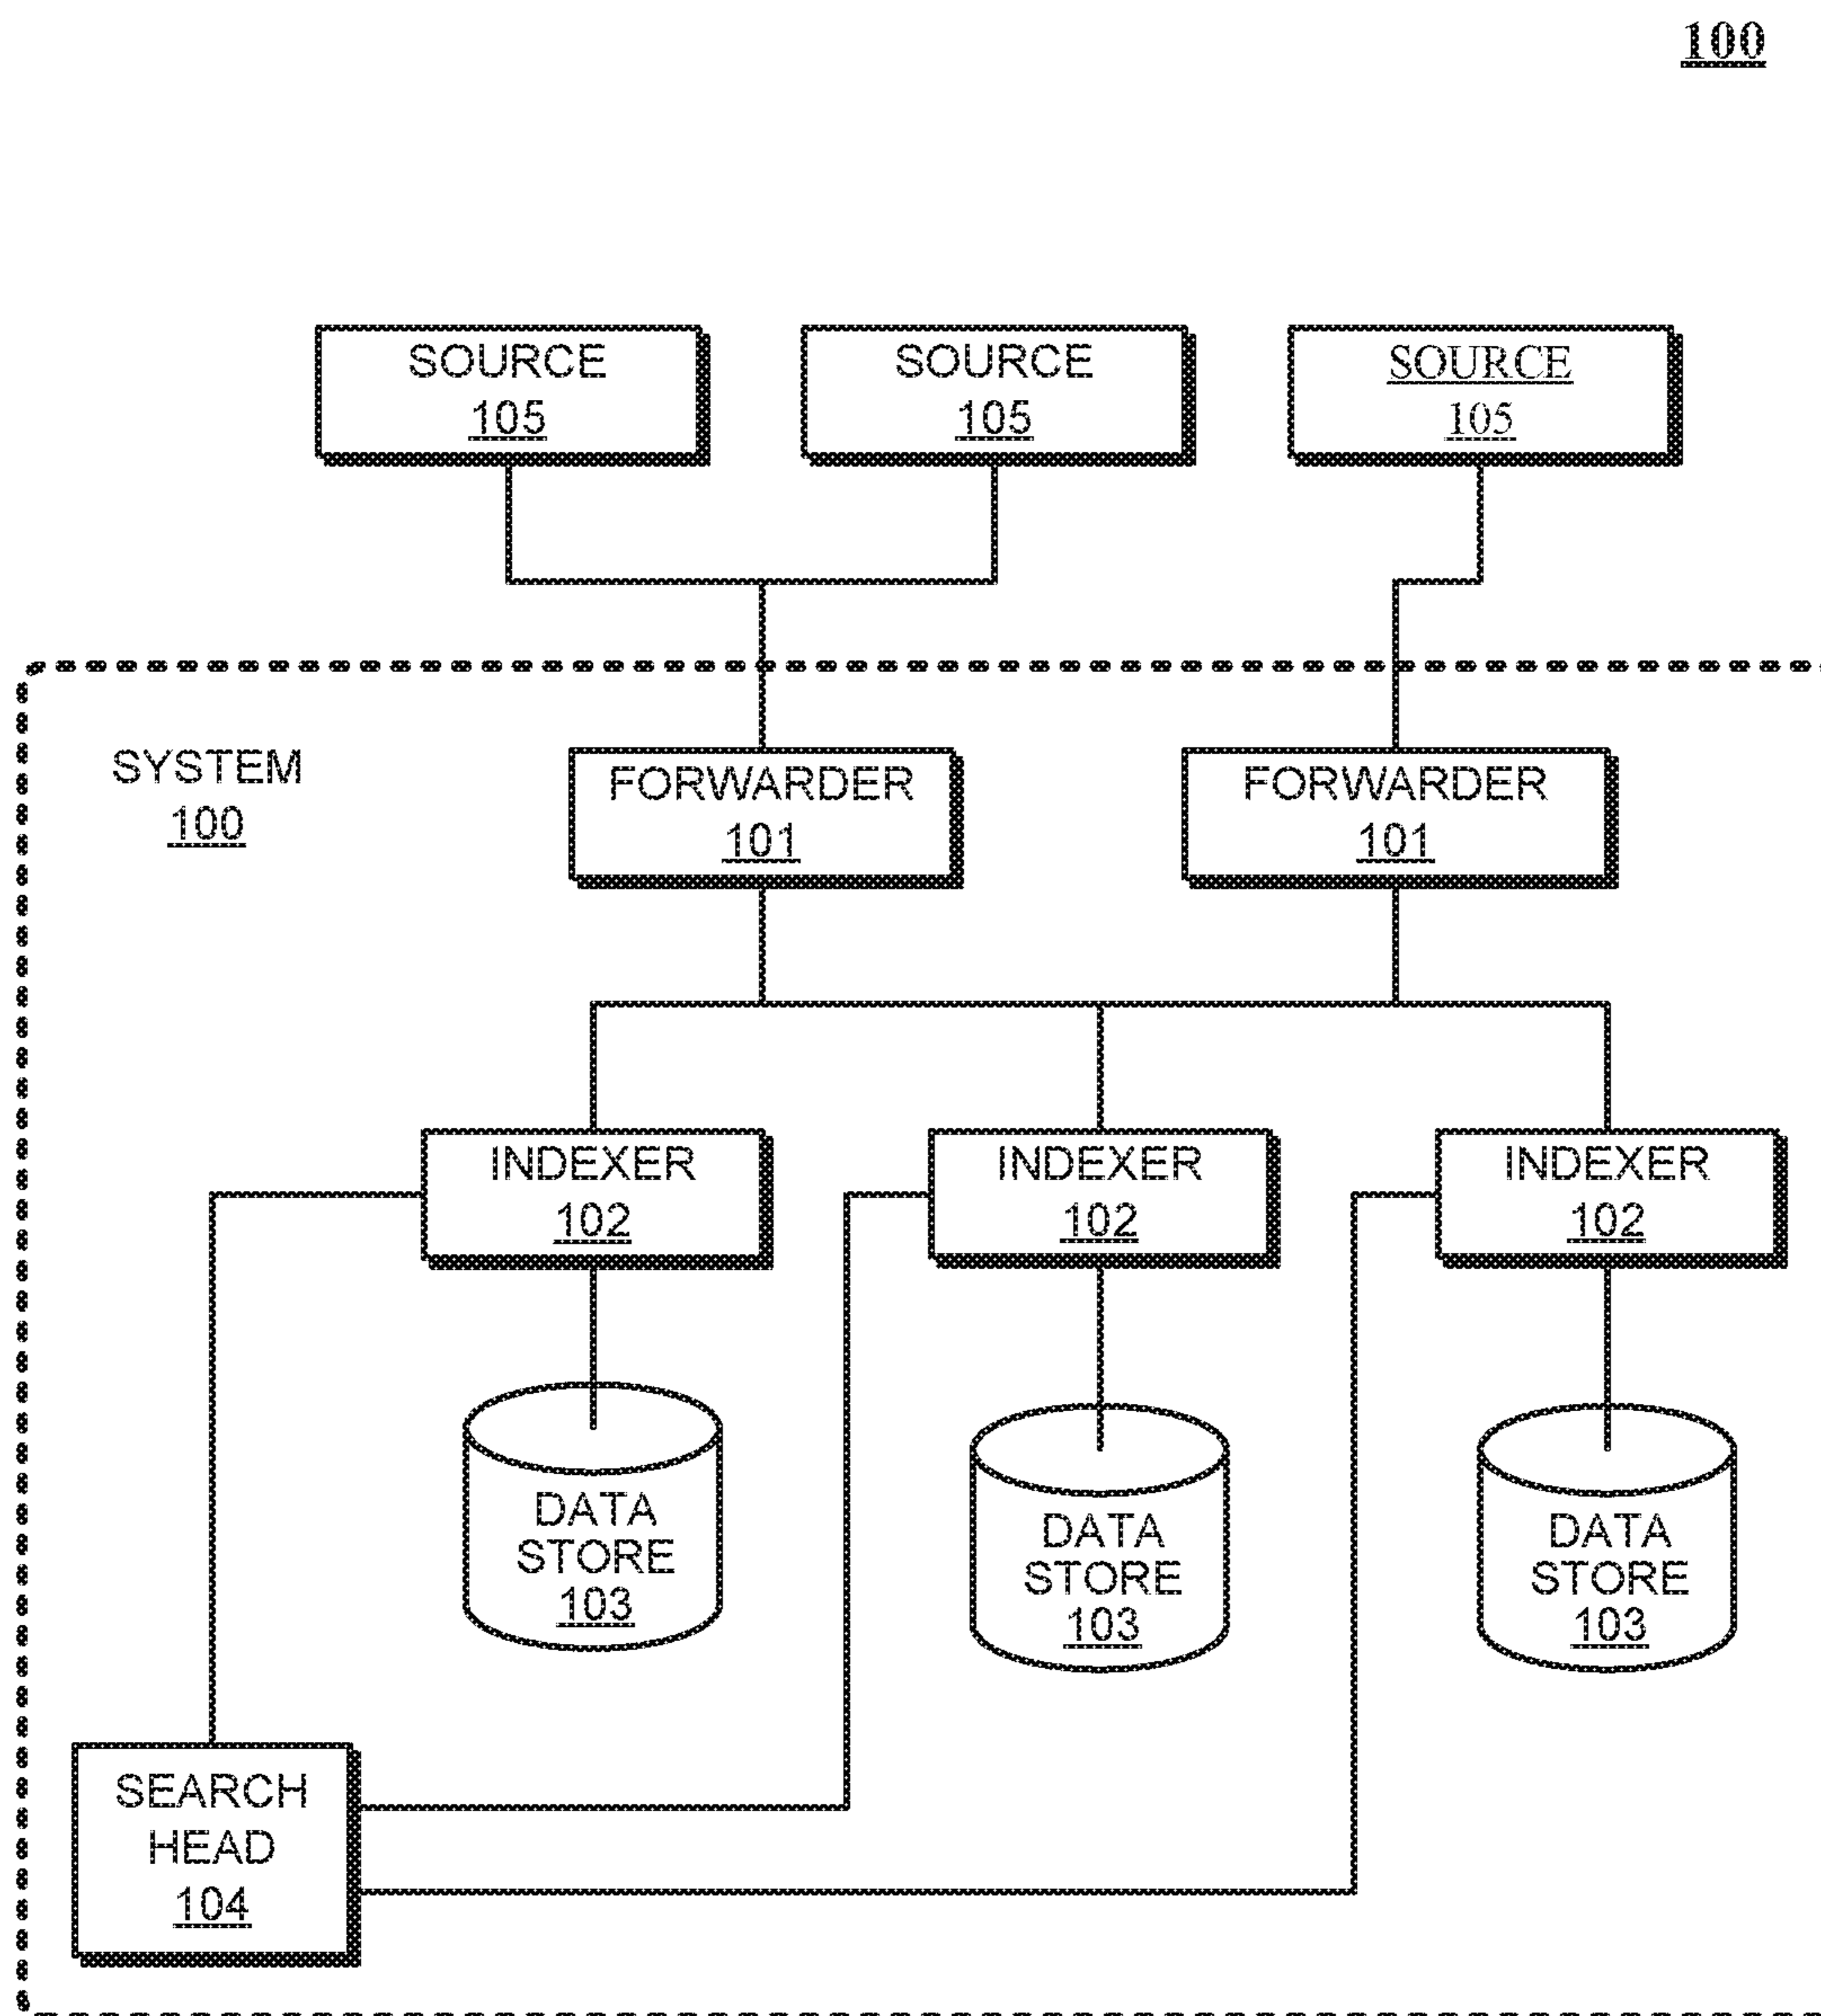 100
SOURCE
105
SOURCE
105
SOURCE
105
SYSTEM
100
FORWARDER
101
FORWARDER
101
INDEXER
102
INDEXER
102
INDEXER
102
DATA
STORE
103
DATA
STORE
103
DATA
STORE
103
SEARCH
HEAD
104